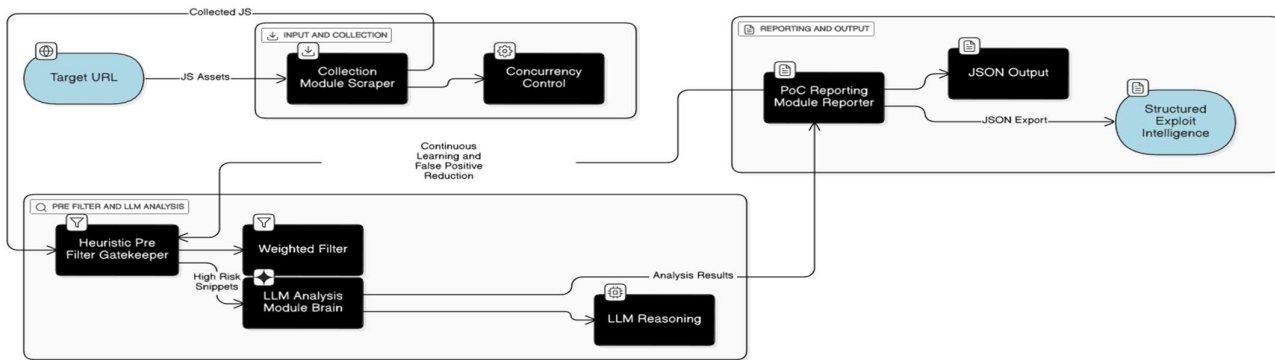 Collected JS
INPUT AND COLLECTION
Target URL
JS Assets
Collection
Module Scraper
Concurrency
Control
REPORTING AND OUTPUT
PoC Reporting
Module Reporter
JSON Output
JSON Export
Structured
Exploit
Intelligence
Continuous
Learning and
False Positive
Reduction
PRE FILTER AND LLM ANALYSIS
Heuristic Pre
Filter Gatekeeper
Weighted Filter
High Risk
Snippets
LLM Analysis
Module Brain
Analysis Results
LLM Reasoning